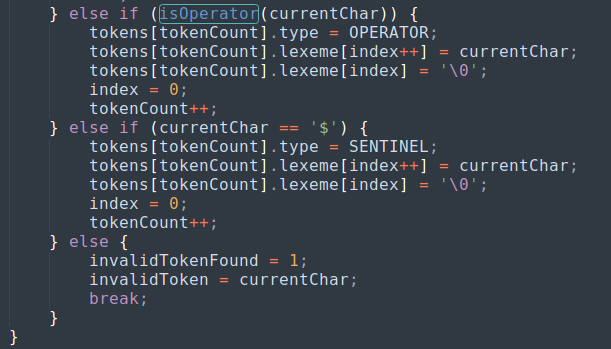 } else if (isOperator(currentChar)) {
tokens[tokenCount].type = OPERATOR;
tokens[tokenCount].lexeme[index++] = currentChar;
tokens[tokenCount].lexeme[index] = '\0';
index = 0;
tokenCount++;
} else if (currentChar == '$') {
tokens[tokenCount].type = SENTINEL;
tokens[tokenCount].lexeme[index++] = currentChar;
tokens[tokenCount].lexeme[index] = '\0';
index = 0;
tokenCount++;
} else {
invalidTokenFound = 1;
invalidToken = currentChar;
break;
}
}